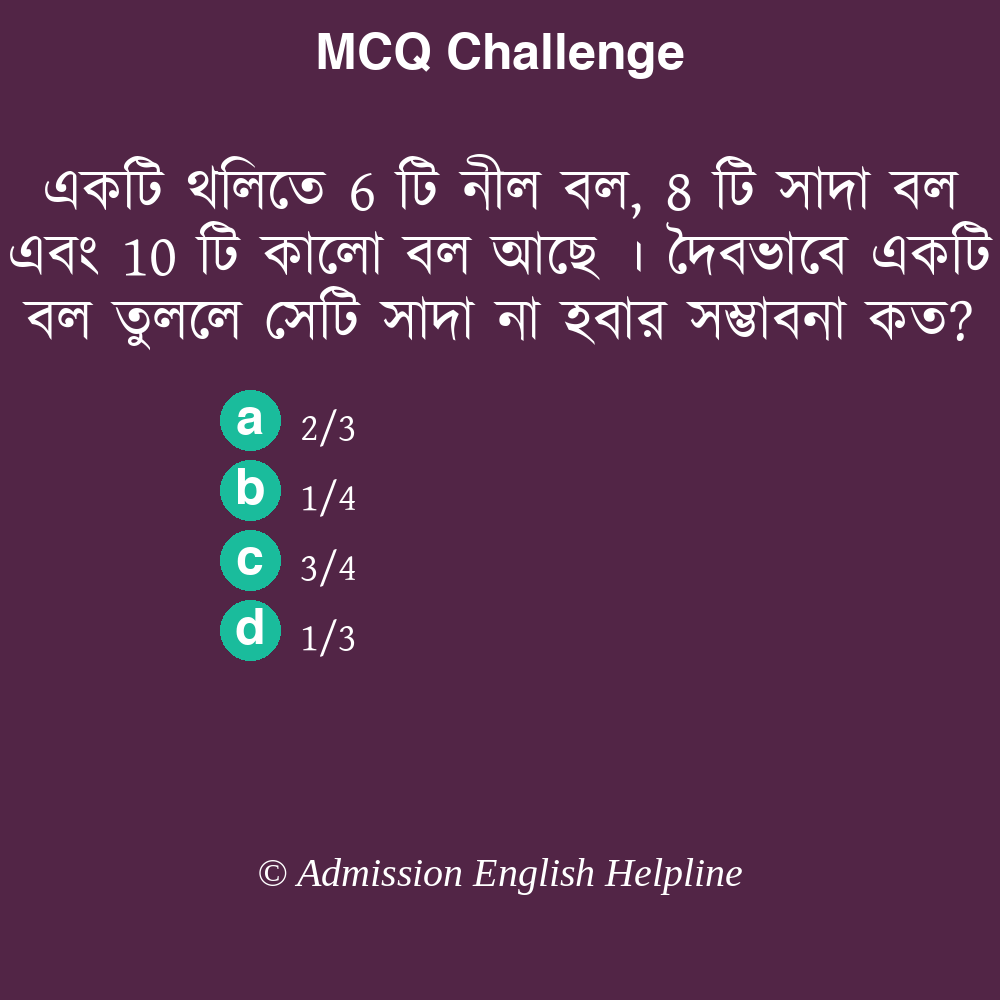 MCQ Challenge
একটি থলিতে 6 টি নীল বল, 8 টি সাদা বল
এবং 10 টি কালো বল আছে । দৈবভাবে একটি
বল তুললে সেটি সাদা না হবার সম্ভাবনা কত?
a 2/3
b 1/4
c 3/4
d 1/3
© Admission English Helpline